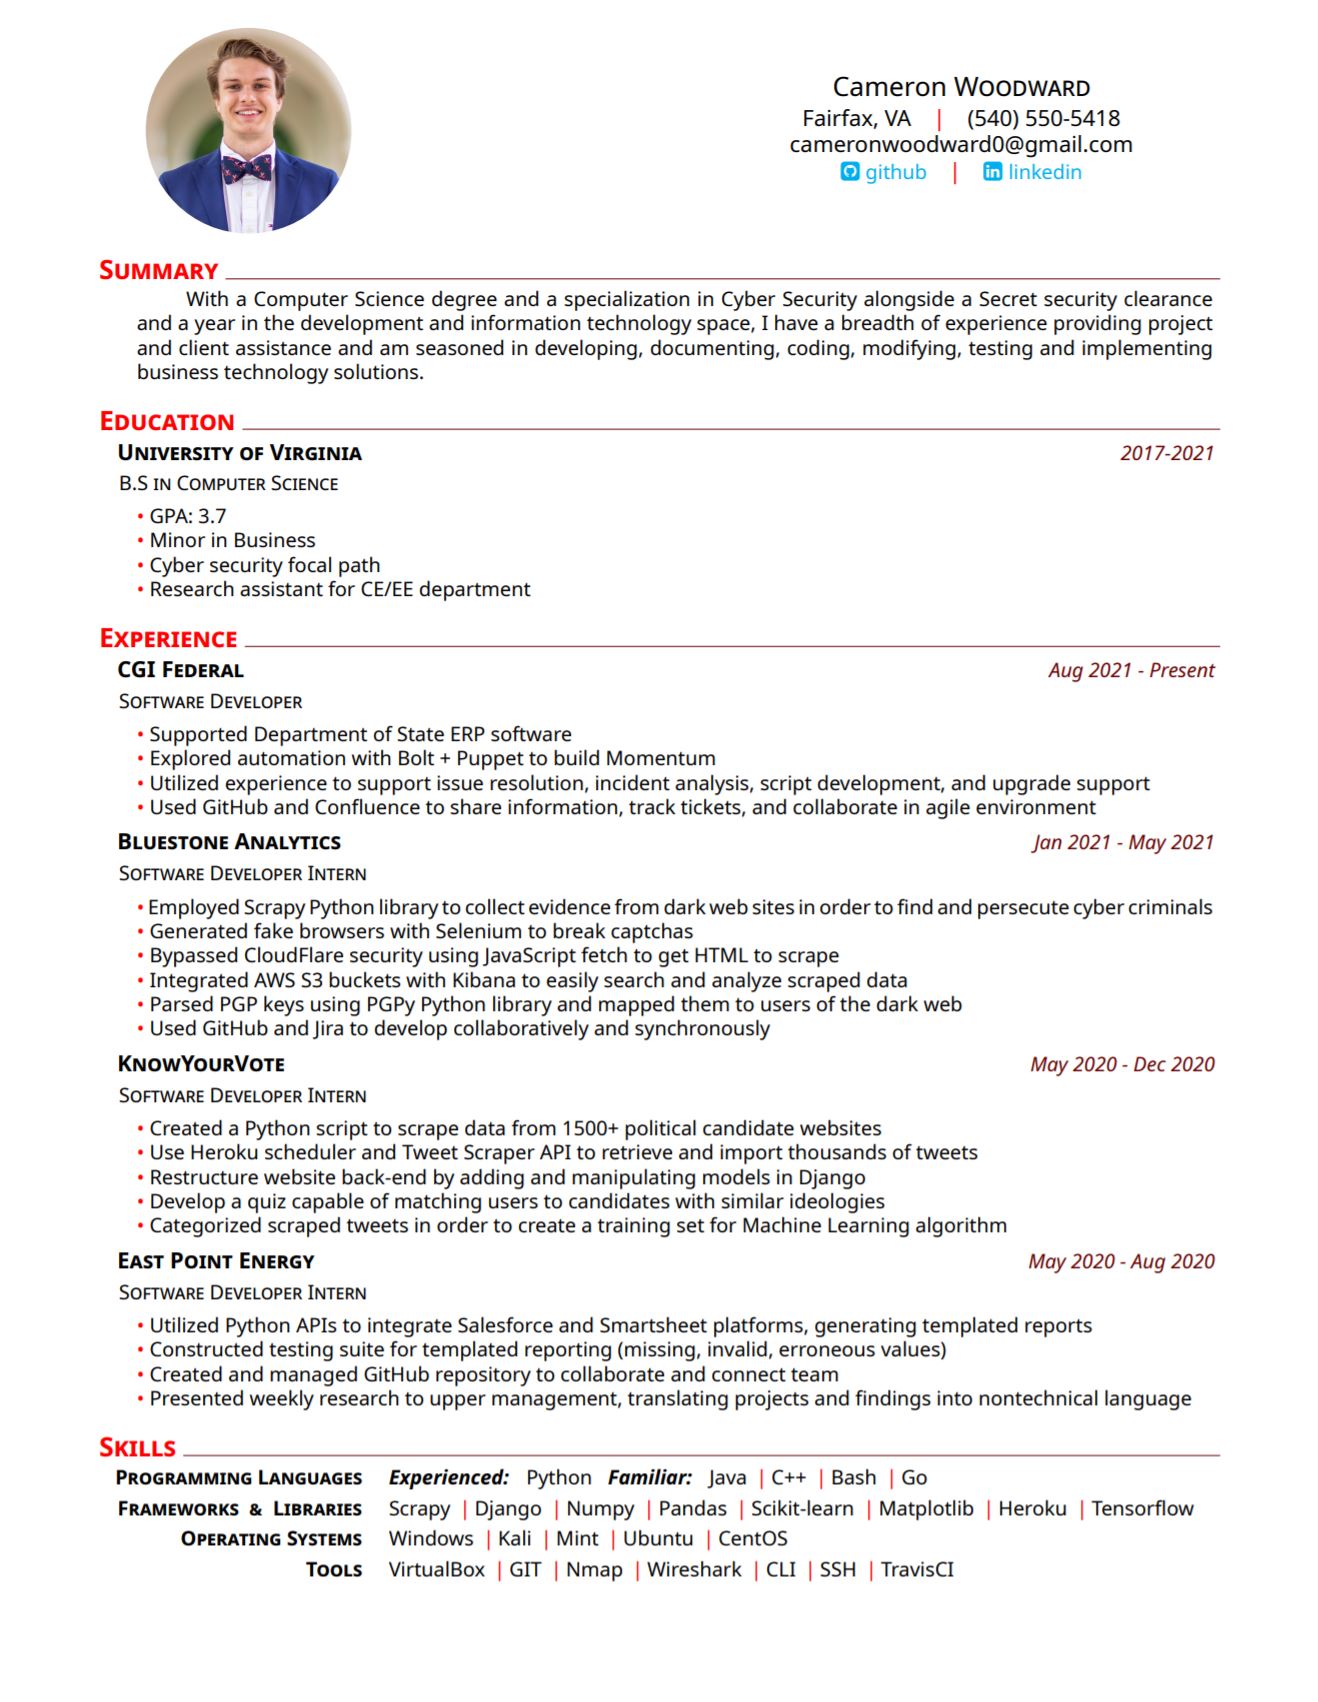 Cameron Woodward
Fairfax, VA | (540) 550-5418
cameronwoodward0@gmail.com
github | linkedin
Summary
With a Computer Science degree and a specialization in Cyber Security alongside a Secret security clearance
and a year in the development and information technology space, I have a breadth of experience providing project
and client assistance and am seasoned in developing, documenting, coding, modifying, testing and implementing
business technology solutions.
Education
University of Virginia 2017-2021
B.S in Computer Science
• GPA: 3.7
• Minor in Business
• Cyber security focal path
• Research assistant for CE/EE department
Experience
CGI Federal Aug 2021 - Present
Software Developer
• Supported Department of State ERP software
• Explored automation with Bolt + Puppet to build Momentum
• Utilized experience to support issue resolution, incident analysis, script development, and upgrade support
• Used GitHub and Confluence to share information, track tickets, and collaborate in agile environment
Bluestone Analytics Jan 2021 - May 2021
Software Developer Intern
• Employed Scrapy Python library to collect evidence from dark web sites in order to find and persecute cyber criminals
• Generated fake browsers with Selenium to break captchas
• Bypassed CloudFlare security using JavaScript fetch to get HTML to scrape
• Integrated AWS S3 buckets with Kibana to easily search and analyze scraped data
• Parsed PGP keys using PGPy Python library and mapped them to users of the dark web
• Used GitHub and Jira to develop collaboratively and synchronously
KnowYourVote May 2020 - Dec 2020
Software Developer Intern
• Created a Python script to scrape data from 1500+ political candidate websites
• Use Heroku scheduler and Tweet Scraper API to retrieve and import thousands of tweets
• Restructure website back-end by adding and manipulating models in Django
• Develop a quiz capable of matching users to candidates with similar ideologies
• Categorized scraped tweets in order to create a training set for Machine Learning algorithm
East Point Energy May 2020 - Aug 2020
Software Developer Intern
• Utilized Python APIs to integrate Salesforce and Smartsheet platforms, generating templated reports
• Constructed testing suite for templated reporting (missing, invalid, erroneous values)
• Created and managed GitHub repository to collaborate and connect team
• Presented weekly research to upper management, translating projects and findings into nontechnical language
Skills
Programming Languages Experienced: Python Familiar: Java | C++ | Bash | Go
Frameworks & Libraries Scrapy | Django | Numpy | Pandas | Scikit-learn | Matplotlib | Heroku | Tensorflow
Operating Systems Windows | Kali | Mint | Ubuntu | CentOS
Tools VirtualBox | GIT | Nmap | Wireshark | CLI | SSH | TravisCI